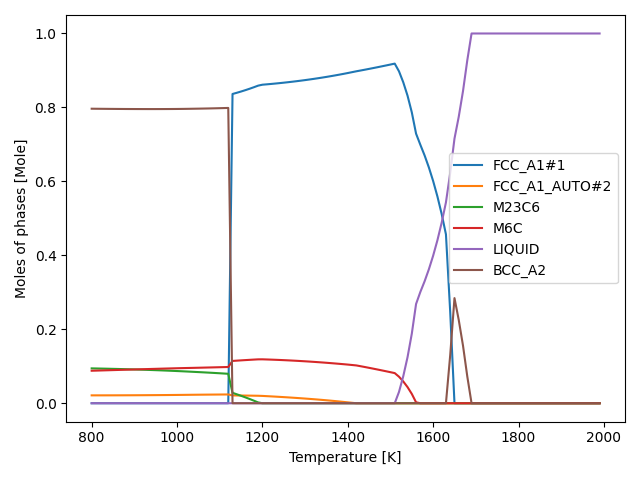 1.0
0.8
0.6
0.4
0.2
0.0
Moles of phases [Mole]
FCC_A1#1
FCC_A1_AUTO#2
M23C6
M6C
LIQUID
BCC_A2
800 1000 1200 1400 1600 1800 2000
Temperature [K]